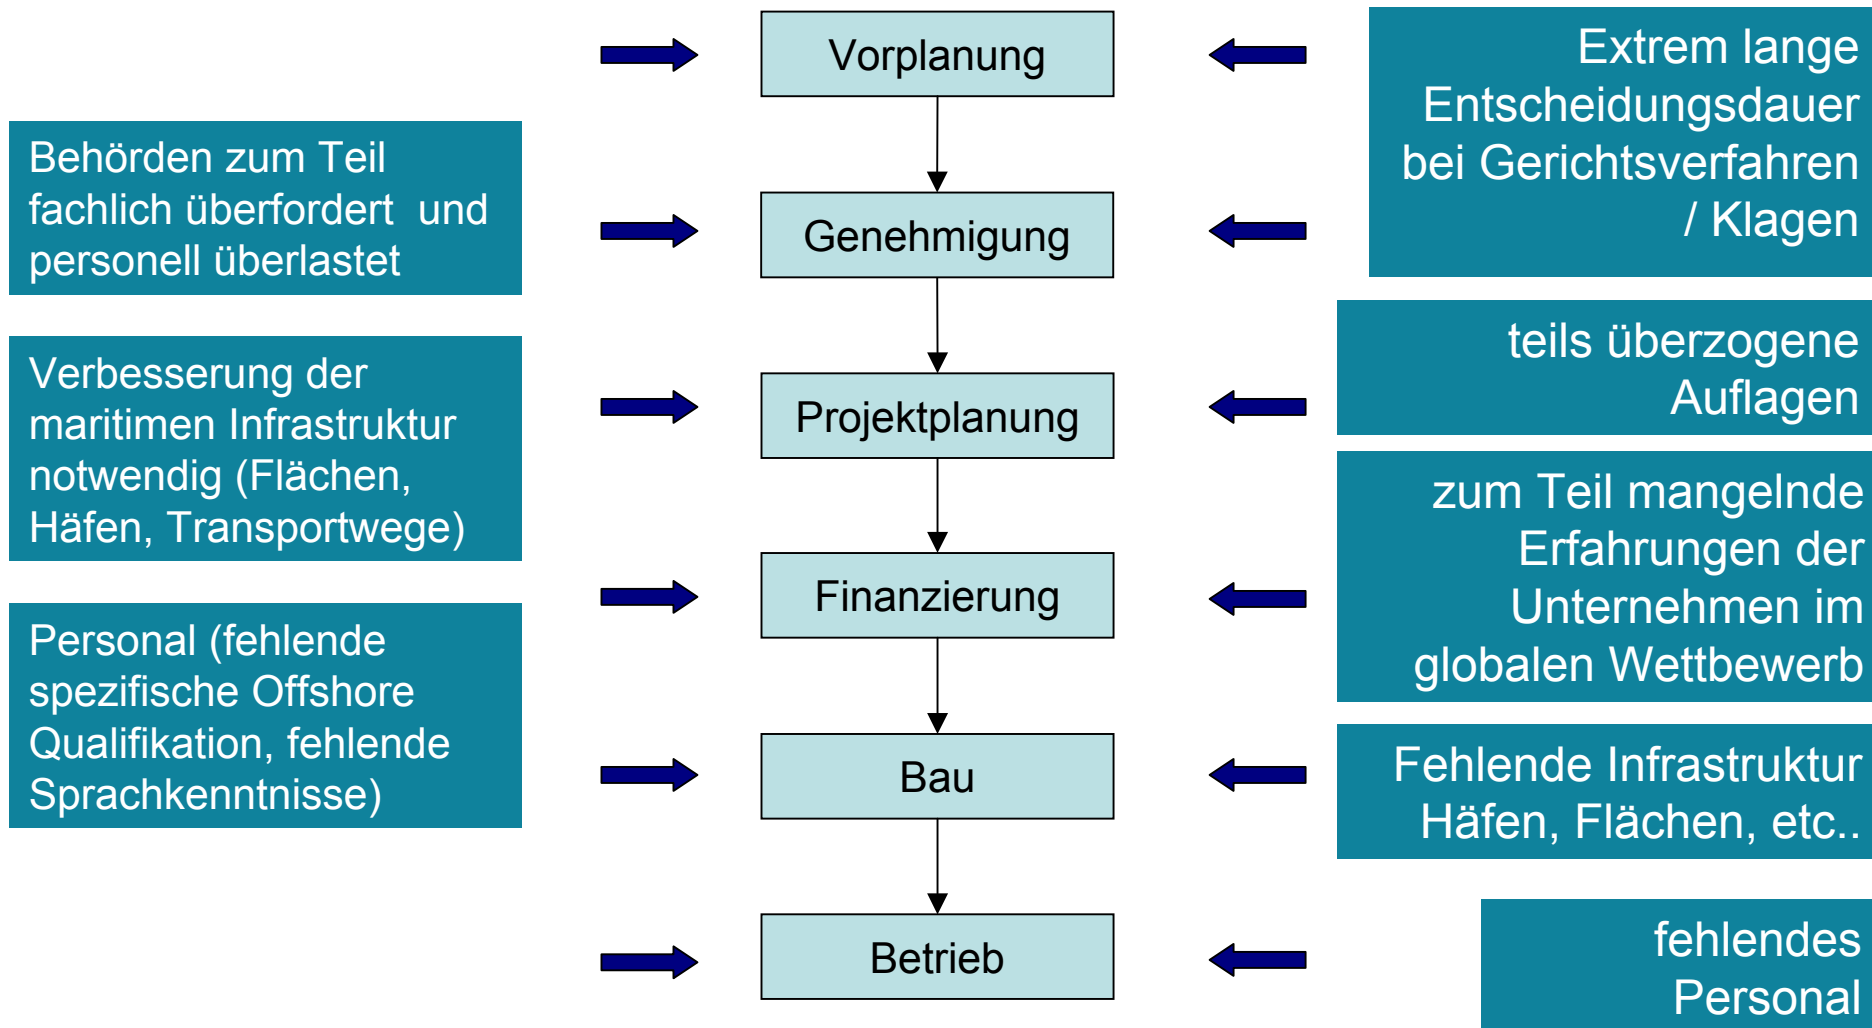 Behörden zum Teil
fachlich überfordert  und
personell überlastet
Verbesserung der
maritimen Infrastruktur
notwendig (Flächen,
Häfen, Transportwege)
Personal (fehlende
spezifische Offshore
Qualifikation, fehlende
Sprachkenntnisse)
Vorplanung
Genehmigung
Projektplanung
Finanzierung
Bau
Betrieb
Extrem lange
Entscheidungsdauer
bei Gerichtsverfahren
/ Klagen
teils überzogene
Auflagen
zum Teil mangelnde
Erfahrungen der
Unternehmen im
globalen Wettbewerb
Fehlende Infrastruktur
Häfen, Flächen, etc..
fehlendes
Personal